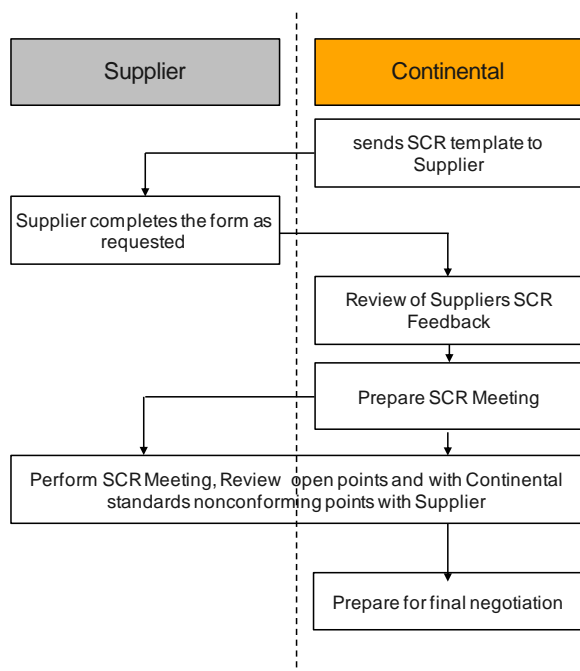 Supplier
Continental
sends SCR template to
Supplier
Supplier completes the form as
requested
Review of Suppliers SCR
Feedback
Prepare SCR Meeting
Perform SCR Meeting, Review open points and with Continental
standards nonconforming points with Supplier
Prepare for final negotiation